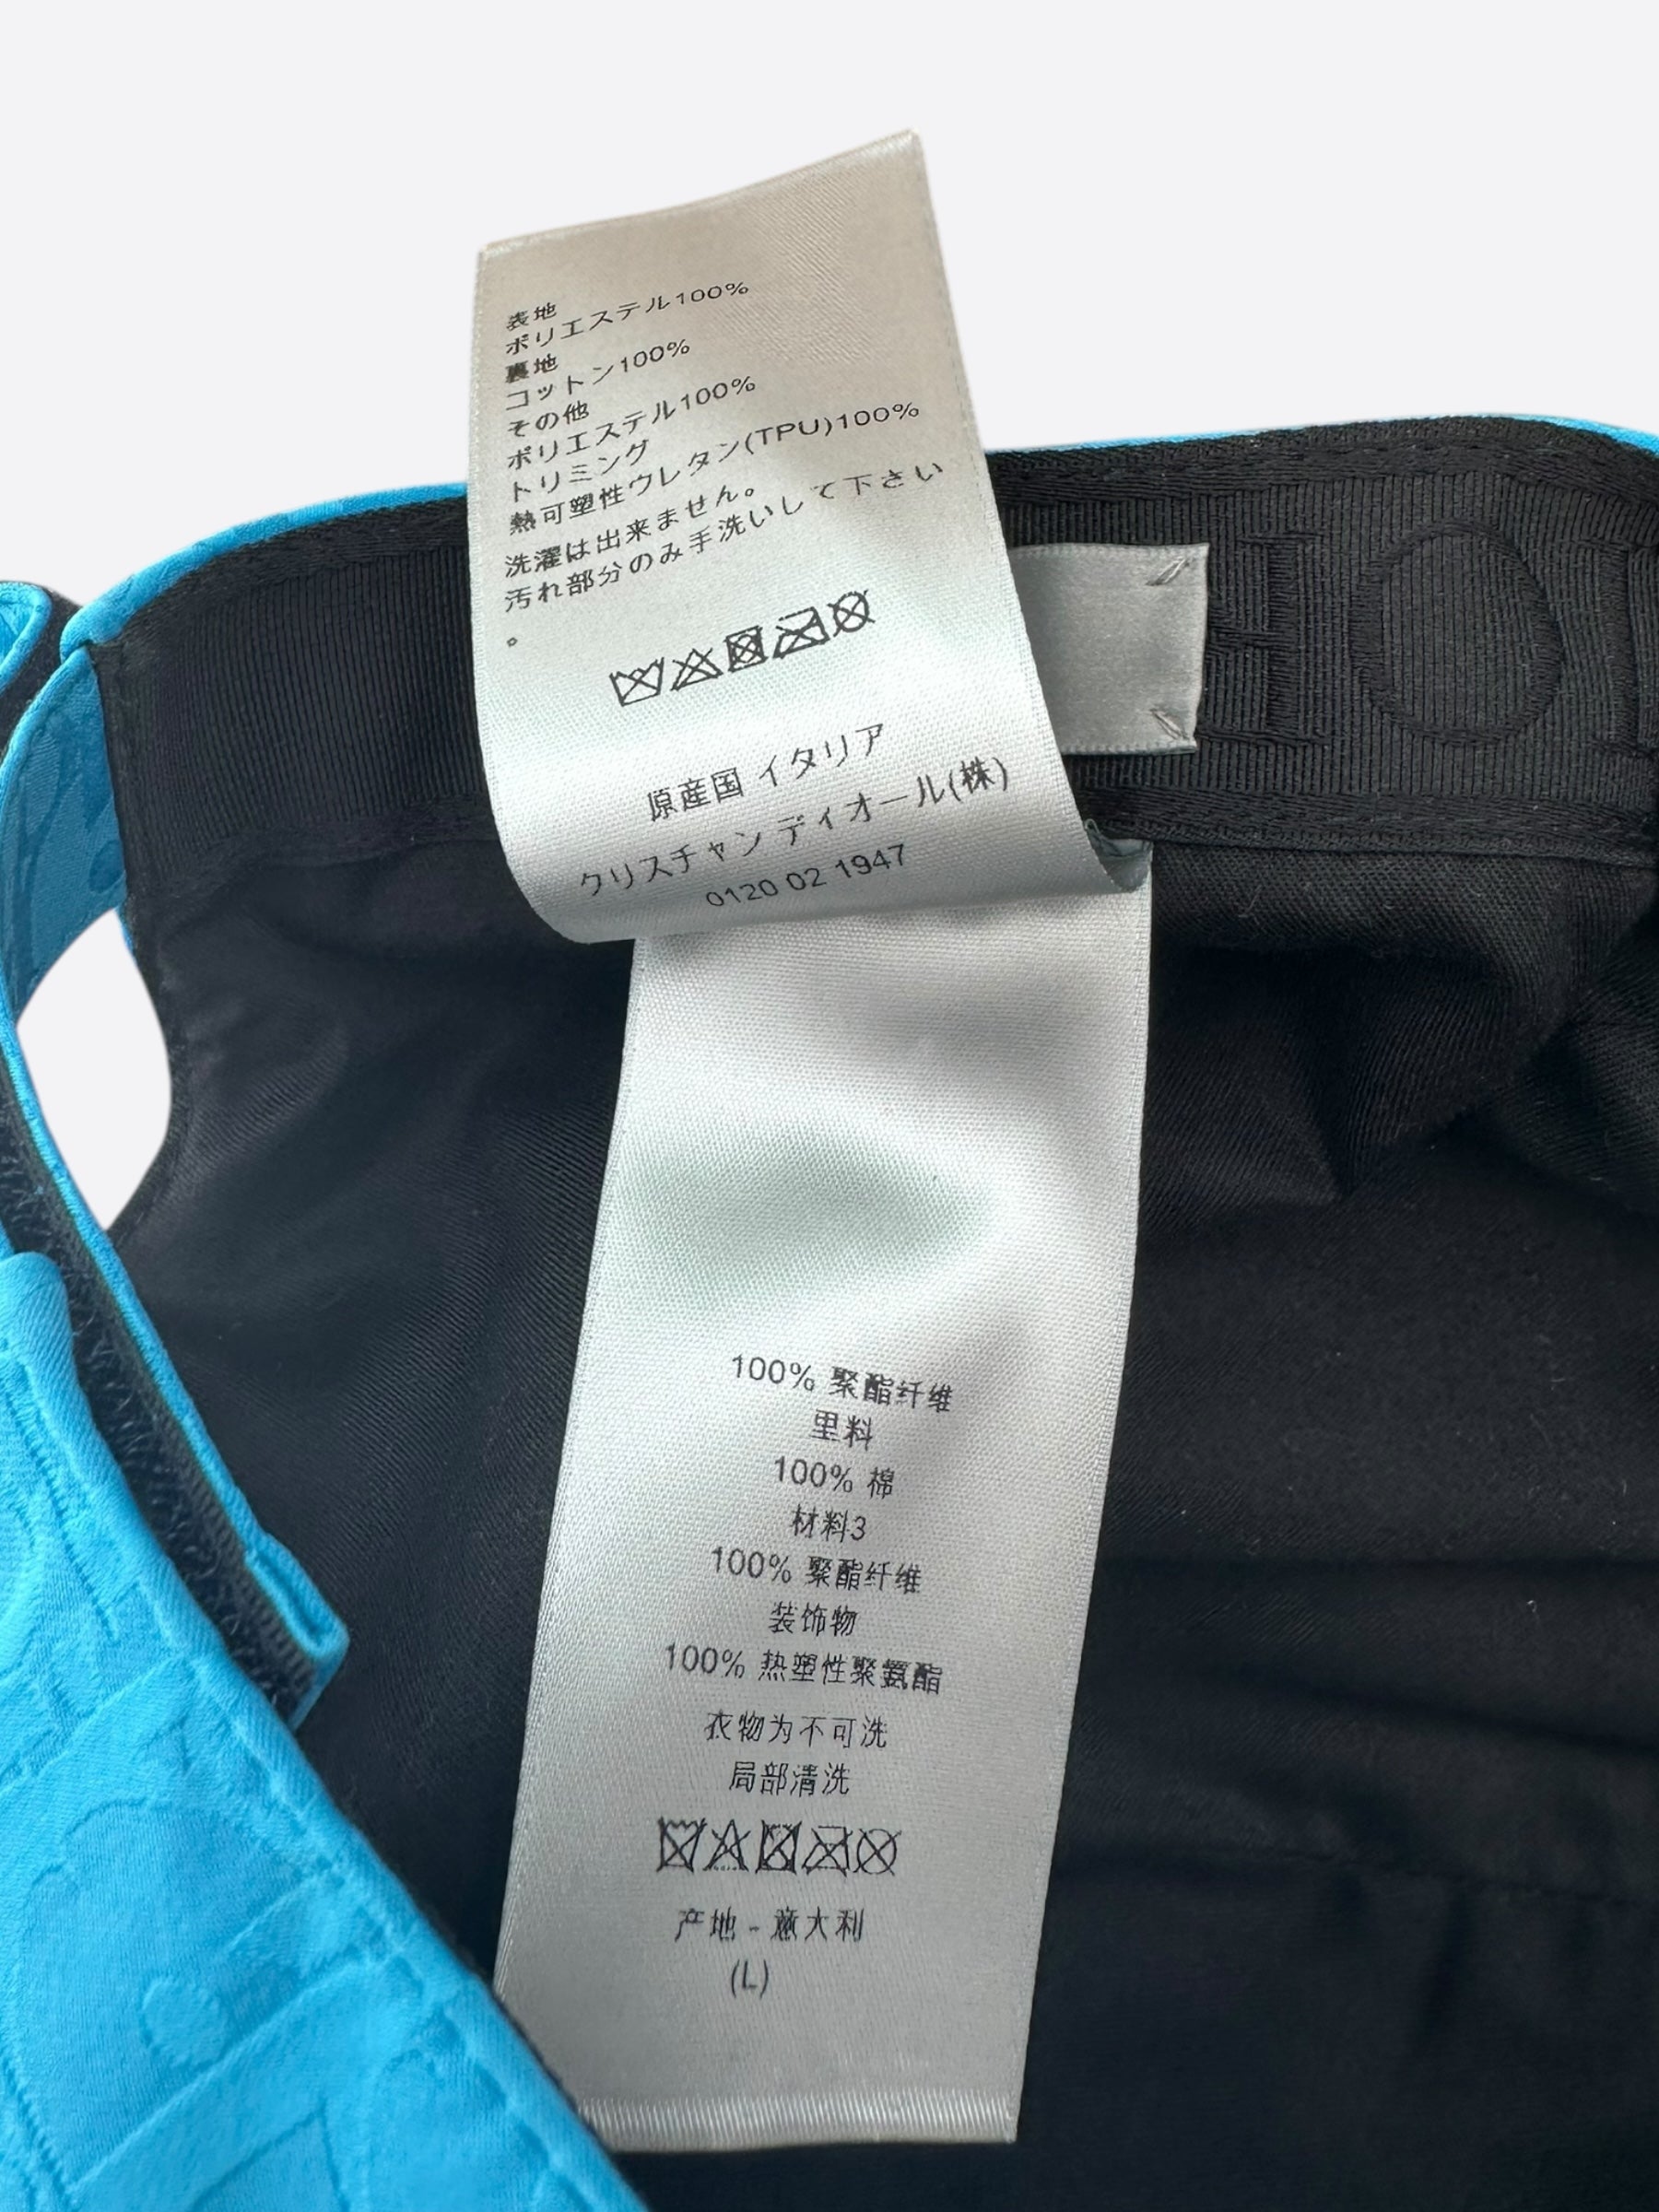 表地
ポリエステル100%
裏地
コットン100%
その他
ポリエステル100%
トリミング
熱可塑性ウレタン(TPU)100%
洗濯は出来ません。
汚れ部分のみ手洗いして下さい
。
原産国 イタリア
クリスチャン ディオール(株)
0120 02 1947
HO
100% 聚酯纤维
里料
100% 棉
材料3
100% 聚酯纤维
装饰物
100% 热塑性聚氨酯
衣物为不可洗
局部清洗
产地 - 意大利
(L)